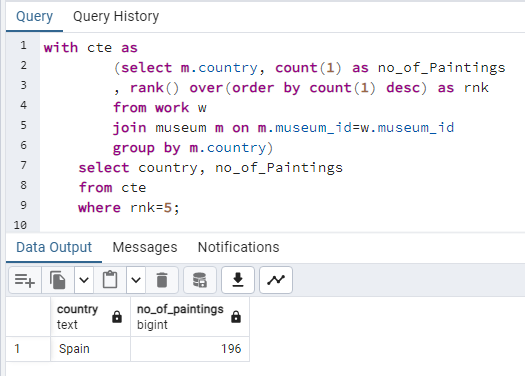 Query Query History
1 with cte as
2 (select m.country, count(1) as no_of_Paintings
3 , rank() over(order by count(1) desc) as rnk
4 from work w
5 join museum m on m.museum_id=w.museum_id
6 group by m.country)
7 select country, no_of_Paintings
8 from cte
9 where rnk=5;
10
Data Output Messages Notifications
country no_of_paintings
text bigint
1 Spain 196